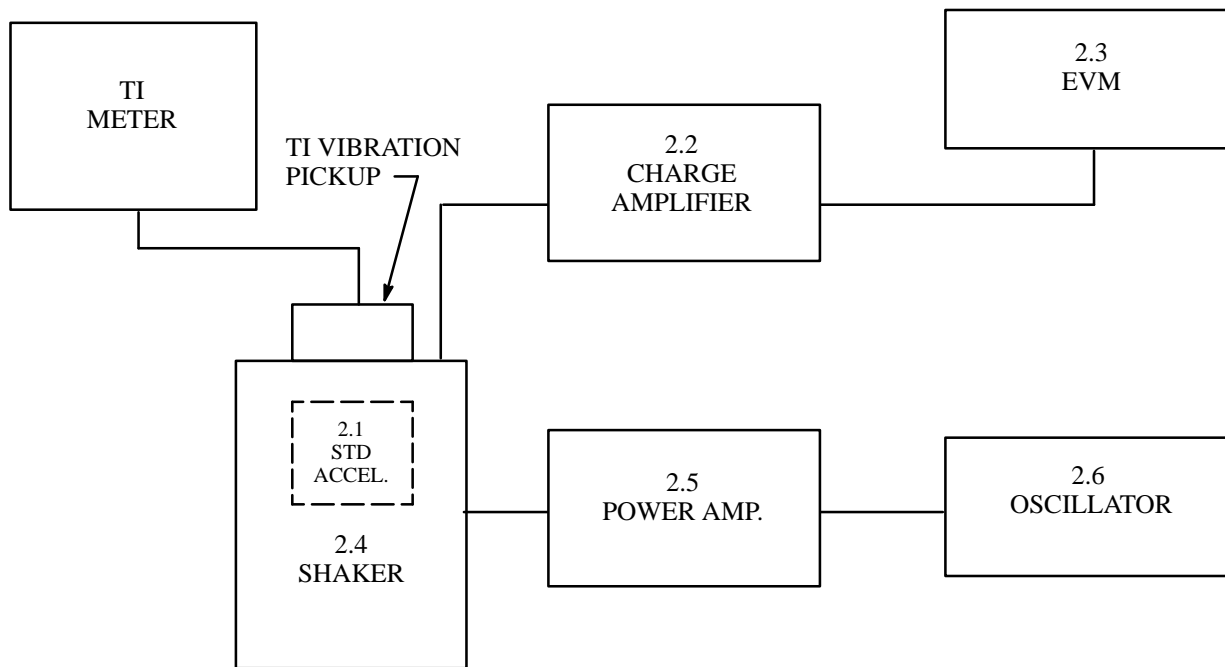 TI
METER
TI VIBRATION
PICKUP
2.2
CHARGE
AMPLIFIER
2.3
EVM
2.1
STD
ACCEL.
2.4
SHAKER
2.5
POWER AMP.
2.6
OSCILLATOR